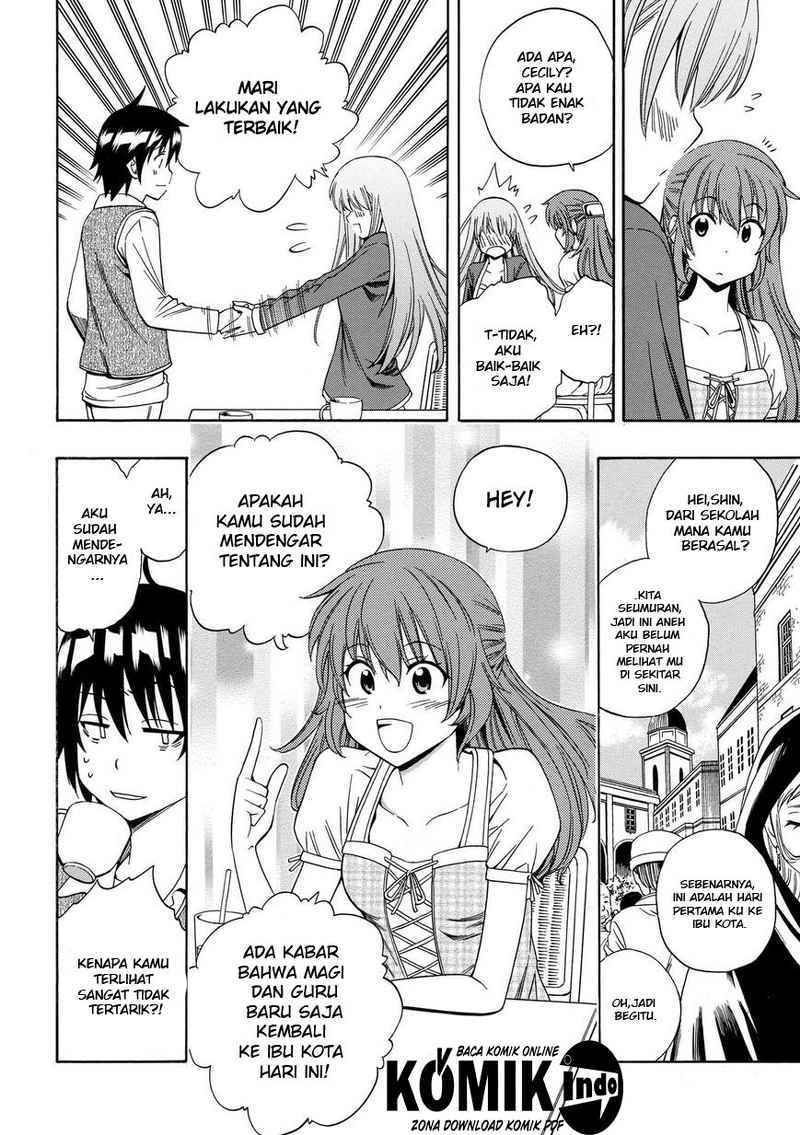 ADA APA,
CECILY?
APA KAU
TIDAK ENAK
BADAN?
EH?!
T-TIDAK,
AKU
BAIK-BAIK
SAJA!
MARI
LAKUKAN YANG
TERBAIK!
HEI,SHIN,
DARI SEKOLAH
MANA KAMU
BERASAL?
.KITA
SEUMURAN,
JADI INI ANEH
AKU BELUM
PERNAH
MELIHAT MU
DI SEKITAR
SINI.
SEBENARNYA,
INI ADALAH HARI
PERTAMA KU KE
IBU KOTA.
OH,JADI
BEGITU.
HEY!
APAKAH
KAMU SUDAH
MENDENGAR
TENTANG INI?
ADA KABAR
BAHWA MAGI
DAN GURU
BARU SAJA
KEMBALI
KE IBU KOTA
HARI INI!
AH,
YA...
AKU
SUDAH
MENDE-
NGARNYA
...
KENAPA KAMU
TERLIHAT
SANGAT TIDAK
TERTARIK?!
BACA KOMIK ONLINE
KOMIK Indo
ZONA DOWNLOAD KOMIK PDF